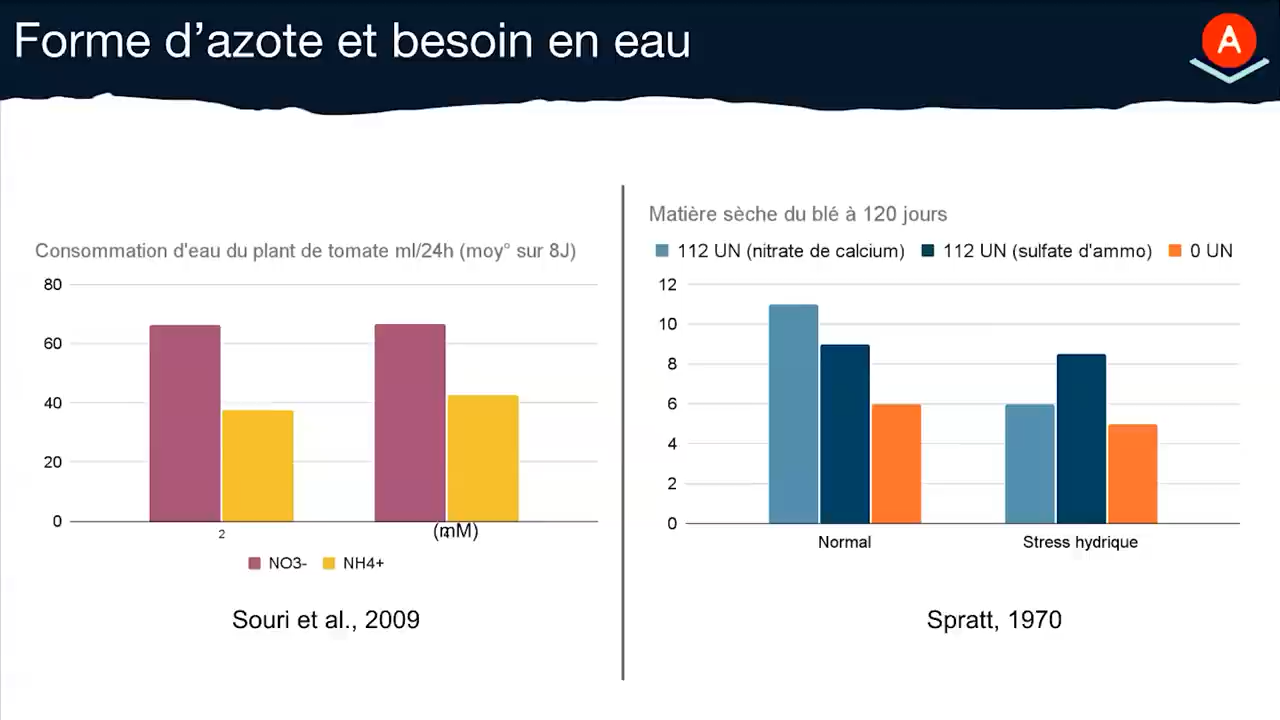 Forme d’azote et besoin en eau
A
Consommation d'eau du plant de tomate ml/24h (moy° sur 8J)
80
60
40
20
0
2
(mM)
NO3-
NH4+
Souri et al., 2009
Matière sèche du blé à 120 jours
112 UN (nitrate de calcium)
112 UN (sulfate d'ammo)
0 UN
12
10
8
6
4
2
0
Normal
Stress hydrique
Spratt, 1970